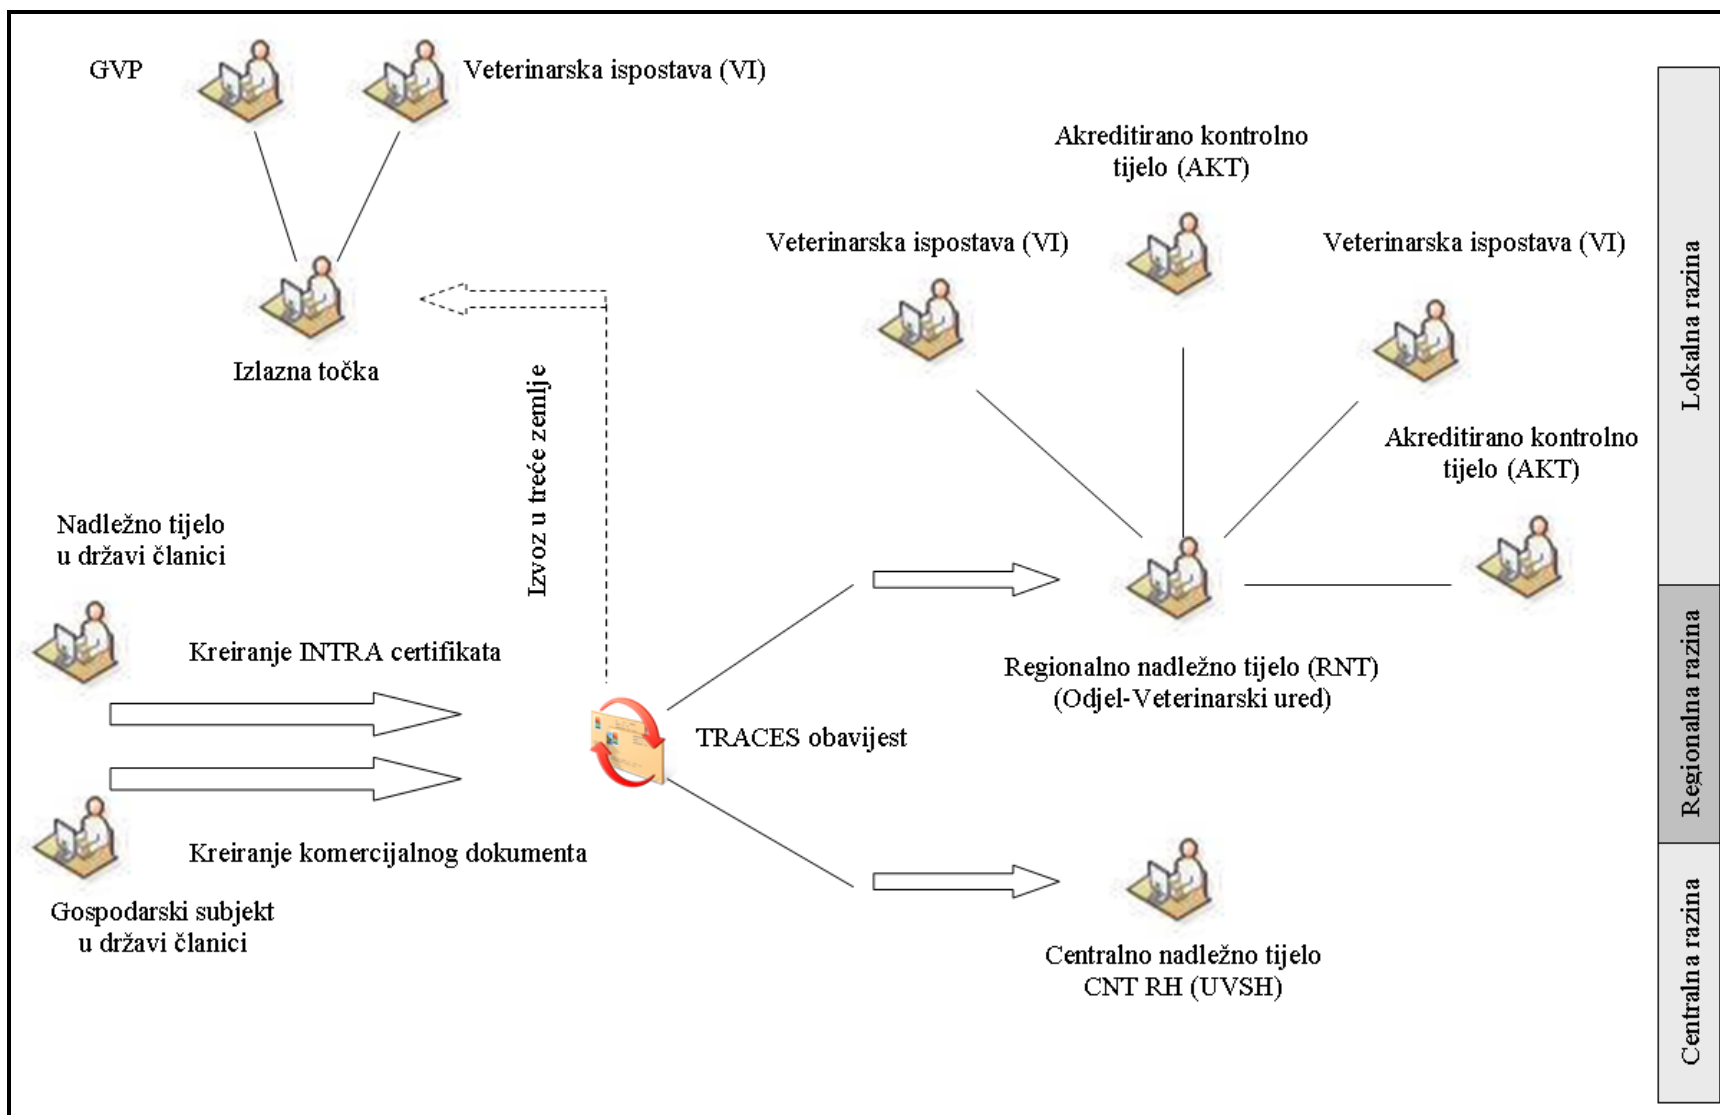 GVP
Veterinarska ispostava (VI)
Akreditirano kontrolno
tijelo (AKT)
Veterinarska ispostava (VI)
Veterinarska ispostava (VI)
Izlazna točka
Izvoz u treće zemlje
Akreditirano kontrolno
tijelo (AKT)
Lokalna razina
Nadležno tijelo
u državi članici
Kreiranje INTRA certifikata
Regionalno nadležno tijelo (RNT)
(Odjel-Veterinarski ured)
Regionalna razina
TRACES obavijest
Kreiranje komercijalnog dokumenta
Gospodarski subjekt
u državi članici
Centralno nadležno tijelo
CNT RH (UVSH)
Centralna razina